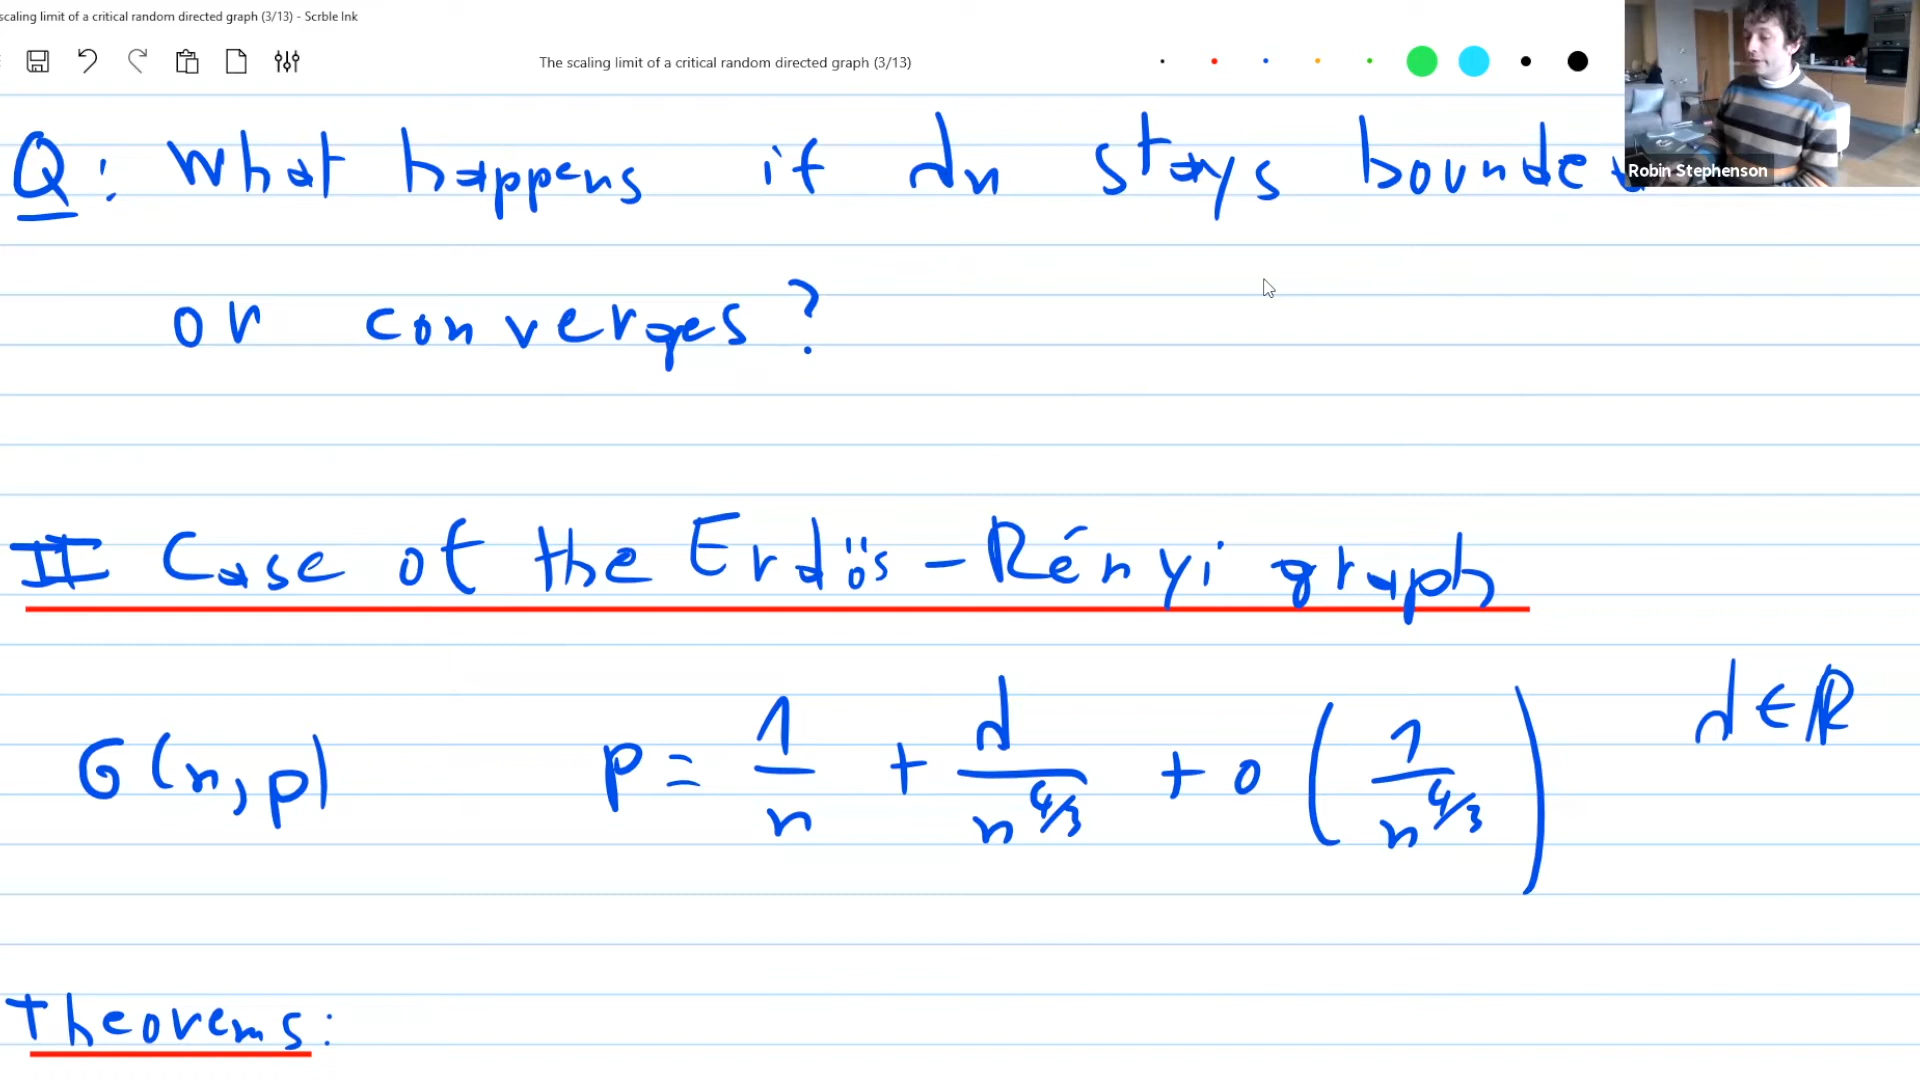 scaling limit of a critical random directed graph (3/13) - Scrble Ink
The scaling limit of a critical random directed graph (3/13)
Robin Stephenson
Q: What happens if λn stays bounded
or converges?
II Case of the Erdös-Rényi graph
G(n,p) p = 1/n + λ/n^4/3 + o(1/n^4/3) λ∈ℝ
Theorems: